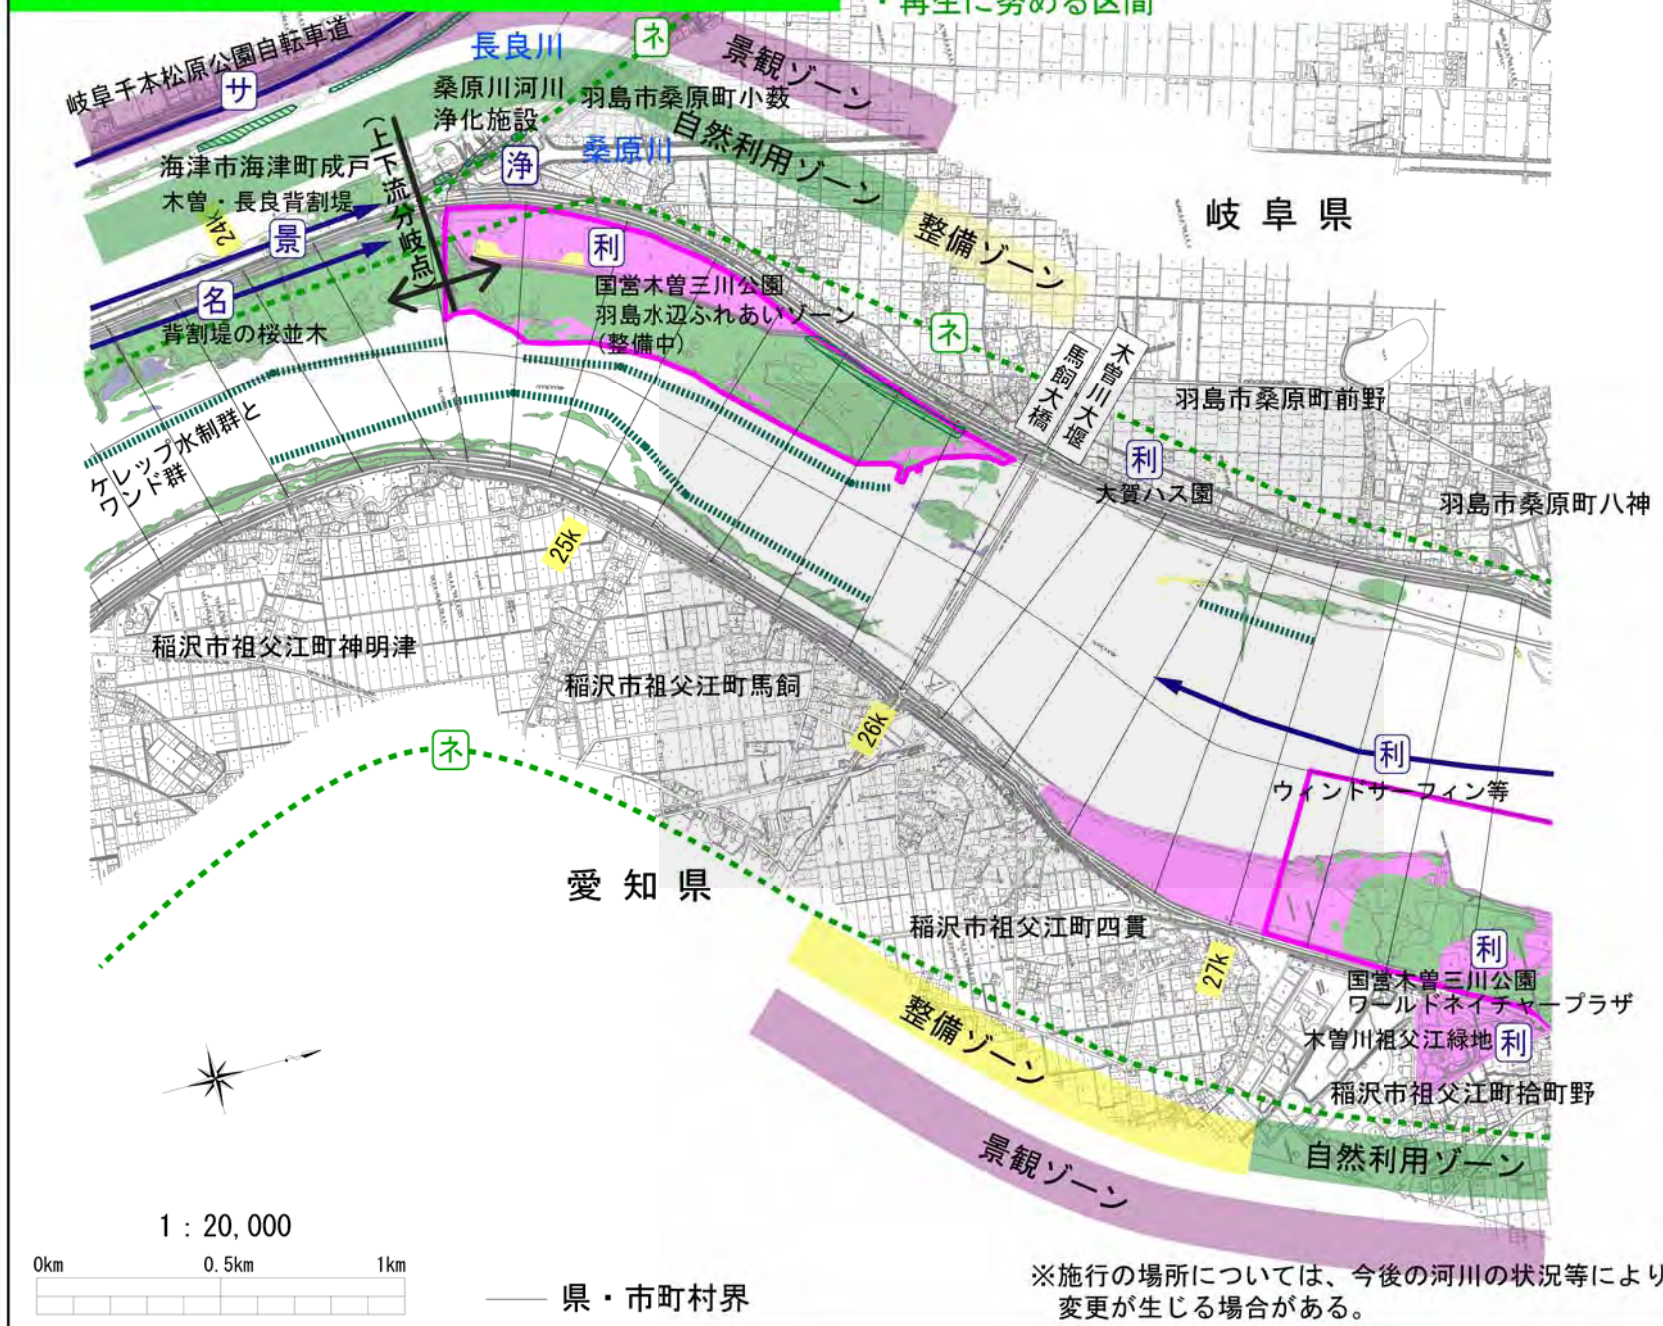 ・再生に努める区間
岐阜千本松原公園自転車道
サ
長良川
ネ
景観ゾーン
桑原川河川
浄化施設
羽島市桑原町小薮
自然利用ゾーン
桑原川
浄
(上下流分岐点)
海津市海津町成戸
木曽・長良背割堤
24k
景
名
背割堤の桜並木
利
国営木曽三川公園
羽島水辺ふれあいゾーン
(整備中)
整備ゾーン
岐阜県
ネ
馬飼大橋
木曽川大堰
羽島市桑原町前野
利
大賀ハス園
羽島市桑原町八神
ケレップ水制群と
ワンド群
25k
稲沢市祖父江町神明津
稲沢市祖父江町馬飼
26k
ネ
利
ウィンドサーフィン等
愛知県
稲沢市祖父江町四貫
27k
利
国営木曽三川公園
ワールドネイチャープラザ
木曽川祖父江緑地
利
稲沢市祖父江町拾町野
整備ゾーン
景観ゾーン
自然利用ゾーン
1：20,000
0km 0.5km 1km
県・市町村界
※施行の場所については、今後の河川の状況等により
変更が生じる場合がある。